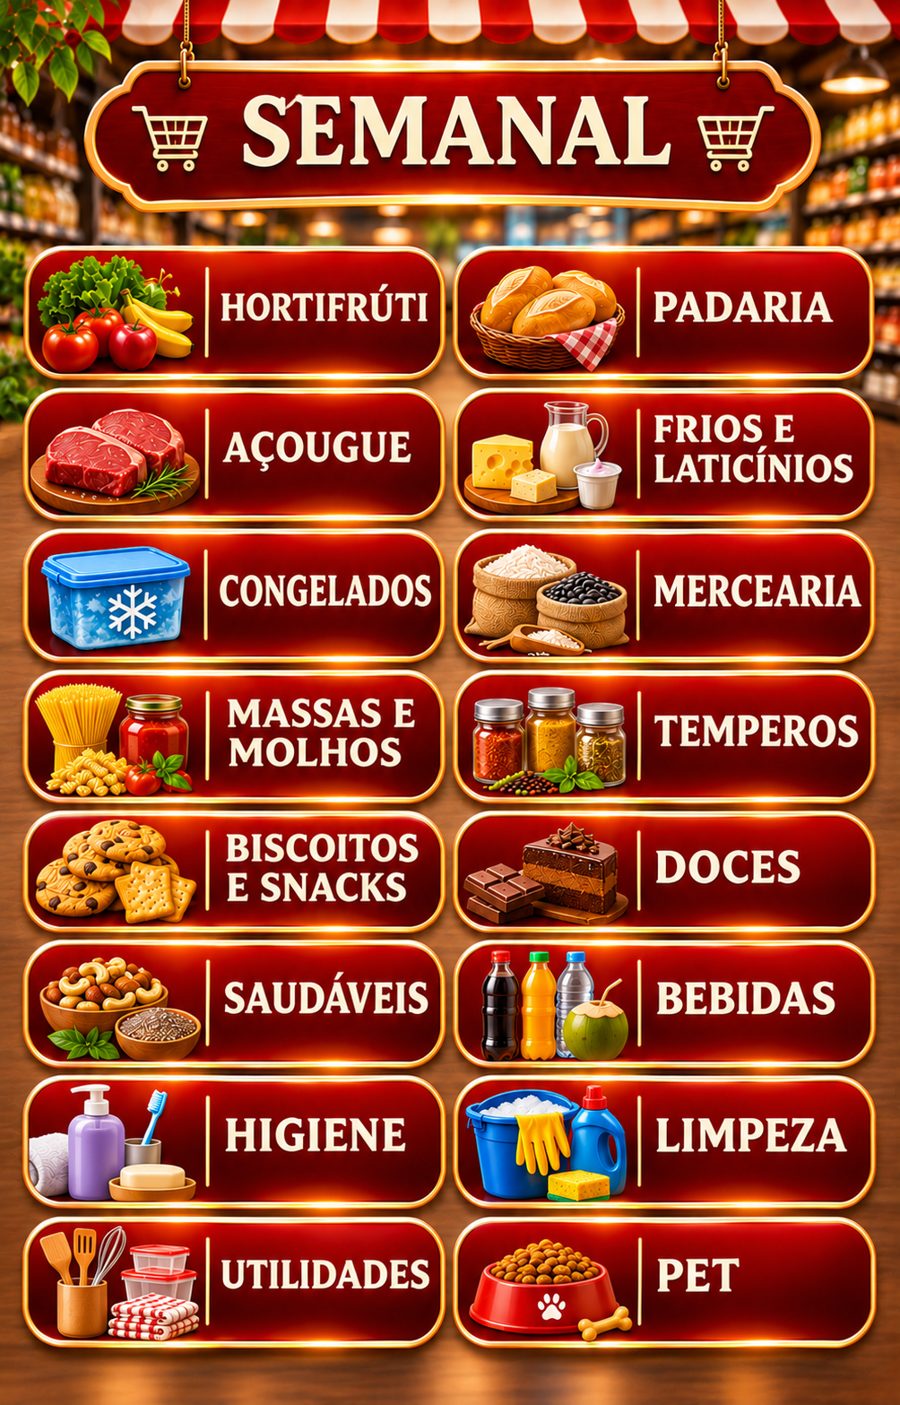 SEMANAL
HORTIFRÚTI
PADARIA
AÇOUGUE
FRIOS E
LATICÍNIOS
CONGELADOS
MERCEARIA
MASSAS E
MOLHOS
TEMPEROS
BISCOITOS
E SNACKS
DOCES
SAUDÁVEIS
BEBIDAS
HIGIENE
LIMPEZA
UTILIDADES
PET